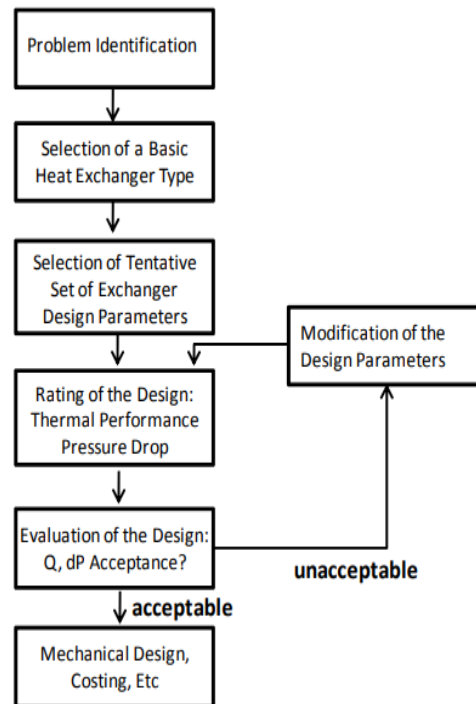 Problem Identification
Selection of a Basic
Heat Exchanger Type
Selection of Tentative
Set of Exchanger
Design Parameters
Modification of the
Design Parameters
Rating of the Design:
Thermal Performance
Pressure Drop
Evaluation of the Design:
Q, dP Acceptance?
unacceptable
acceptable
Mechanical Design,
Costing, Etc